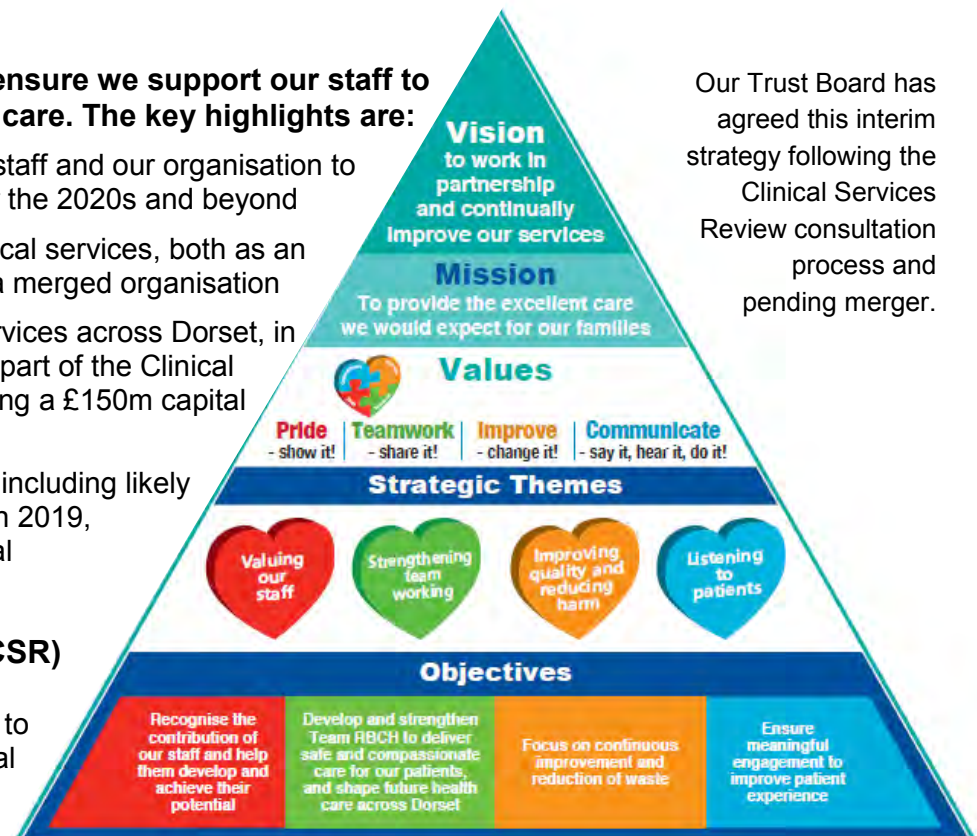 ensure we support our staff to
care. The key highlights are:
staff and our organisation to
the 2020s and beyond
cal services, both as an
a merged organisation
rvices across Dorset, in
part of the Clinical
ng a £150m capital
including likely
n 2019,
al
CSR)
to
al
Vision
to work in
partnership
and continually
improve our services
Mission
To provide the excellent care
we would expect for our families
Values
Pride
- show it!
Teamwork
- share it!
Improve
- change it!
Communicate
- say it, hear it, do it!
Strategic Themes
Valuing
our
staff
Strengthening
team
working
Improving
quality and
reducing
harm
Listening
to
patients
Objectives
Recognise the
contribution of
our staff and help
them develop and
achieve their
potential
Develop and strengthen
Team RBCH to deliver
safe and compassionate
care for our patients,
and shape future health
care across Dorset
Focus on continuous
improvement and
reduction of waste
Ensure
meaningful
engagement to
improve patient
experience
Our Trust Board has
agreed this interim
strategy following the
Clinical Services
Review consultation
process and
pending merger.